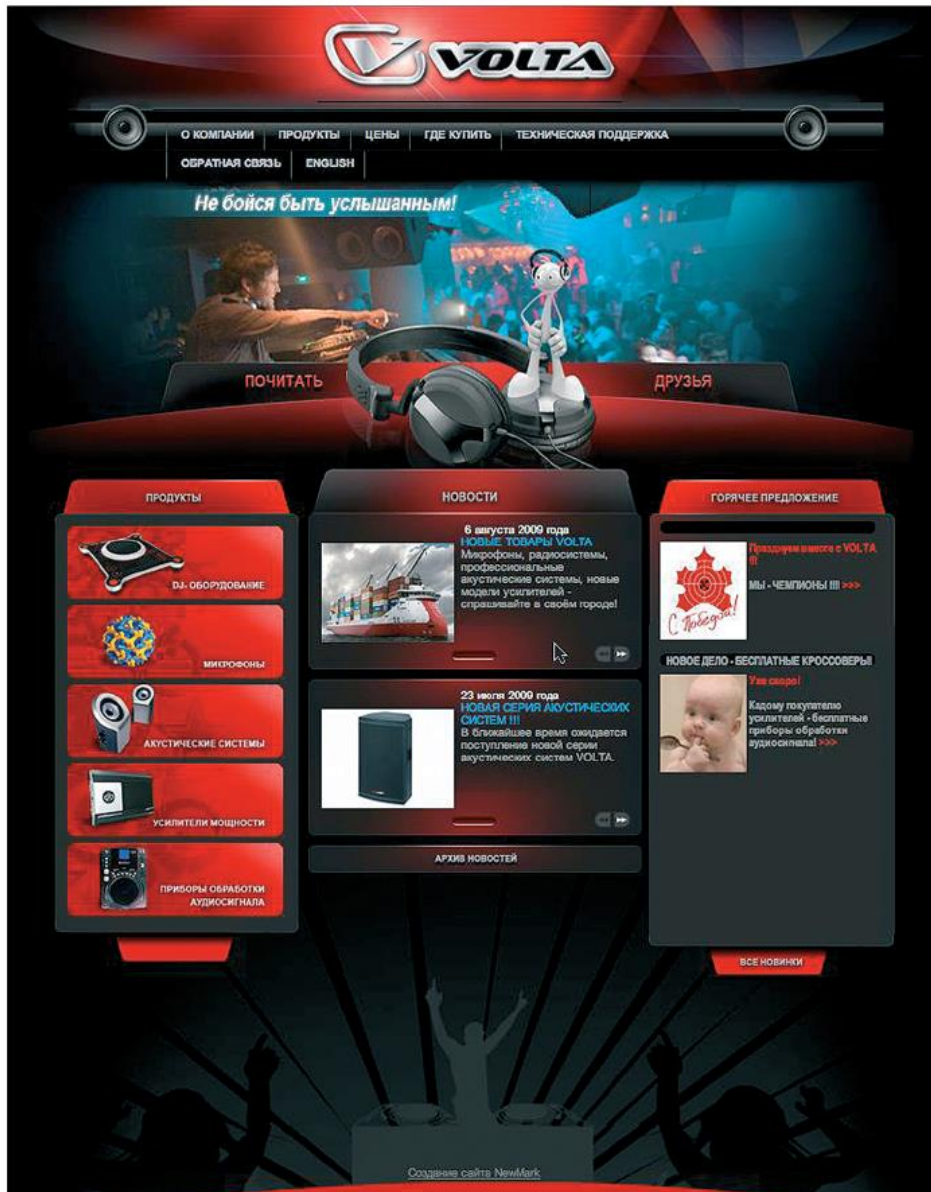 VOLTA
О КОМПАНИИ ПРОДУКТЫ ЦЕНЫ ГДЕ КУПИТЬ ТЕХНИЧЕСКАЯ ПОДДЕРЖКА
ОБРАТНАЯ СВЯЗЬ ENGLISH
Не бойся быть услышанным!
ПОЧИТАТЬ
ДРУЗЬЯ
ПРОДУКТЫ
DJ- ОБОРУДОВАНИЕ
МИКРОФОНЫ
АКУСТИЧЕСКИЕ СИСТЕМЫ
УСИЛИТЕЛИ МОЩНОСТИ
ПРИБОРЫ ОБРАБОТКИ
АУДИОСИГНАЛА
НОВОСТИ
6 августа 2009 года
НОВЫЕ ТОВАРЫ VOLTA
Микрофоны, радиосистемы,
профессиональные
акустические системы, новые
модели усилителей -
спрашивайте в своём городе!
23 июля 2009 года
НОВАЯ СЕРИЯ АКУСТИЧЕСКИХ
СИСТЕМ !!!
В ближайшее время ожидается
поступление новой серии
акустических систем VOLTA.
АРХИВ НОВОСТЕЙ
ГОРЯЧЕЕ ПРЕДЛОЖЕНИЕ
С Победой!
Празднуем вместе с VOLTA
!!!
МЫ - ЧЕМПИОНЫ !!!! >>>
НОВОЕ ДЕЛО - БЕСПЛАТНЫЕ КРОССОВЕРЫ!!
Уже скоро!
Кадому покупателю
усилителей - бесплатные
приборы обработки
аудиосигнала! >>>
ВСЕ НОВИНКИ
Создание сайта NewMark